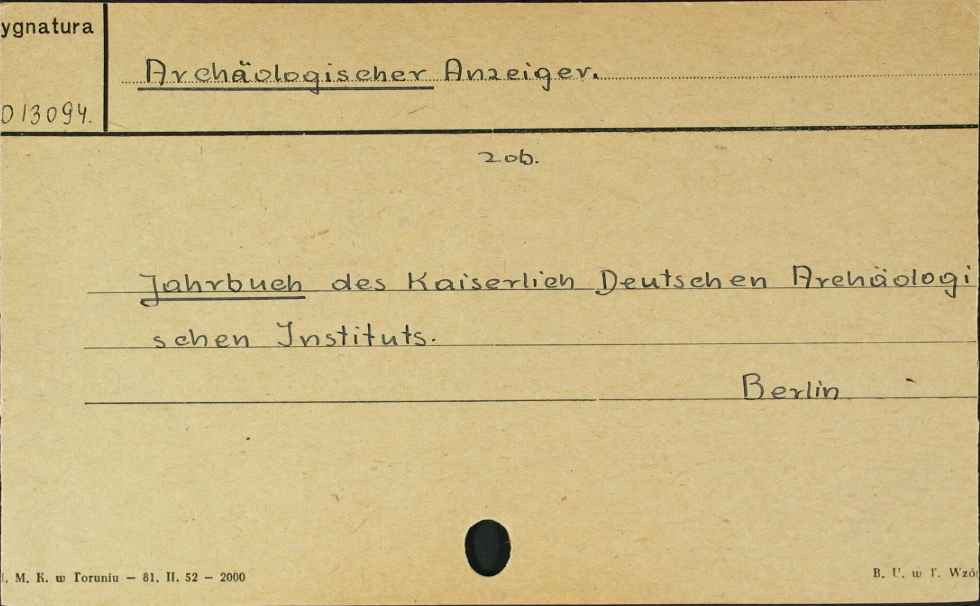 ygnatura
Archäologischer Anzeiger.
013094.
zob.
Jahrbuch des Kaiserlich Deutschen Archäologi
schen Instituts.
Berlin
M. K. w Toruniu — 81. II. 52 — 2000
B. U. w T. Wzó